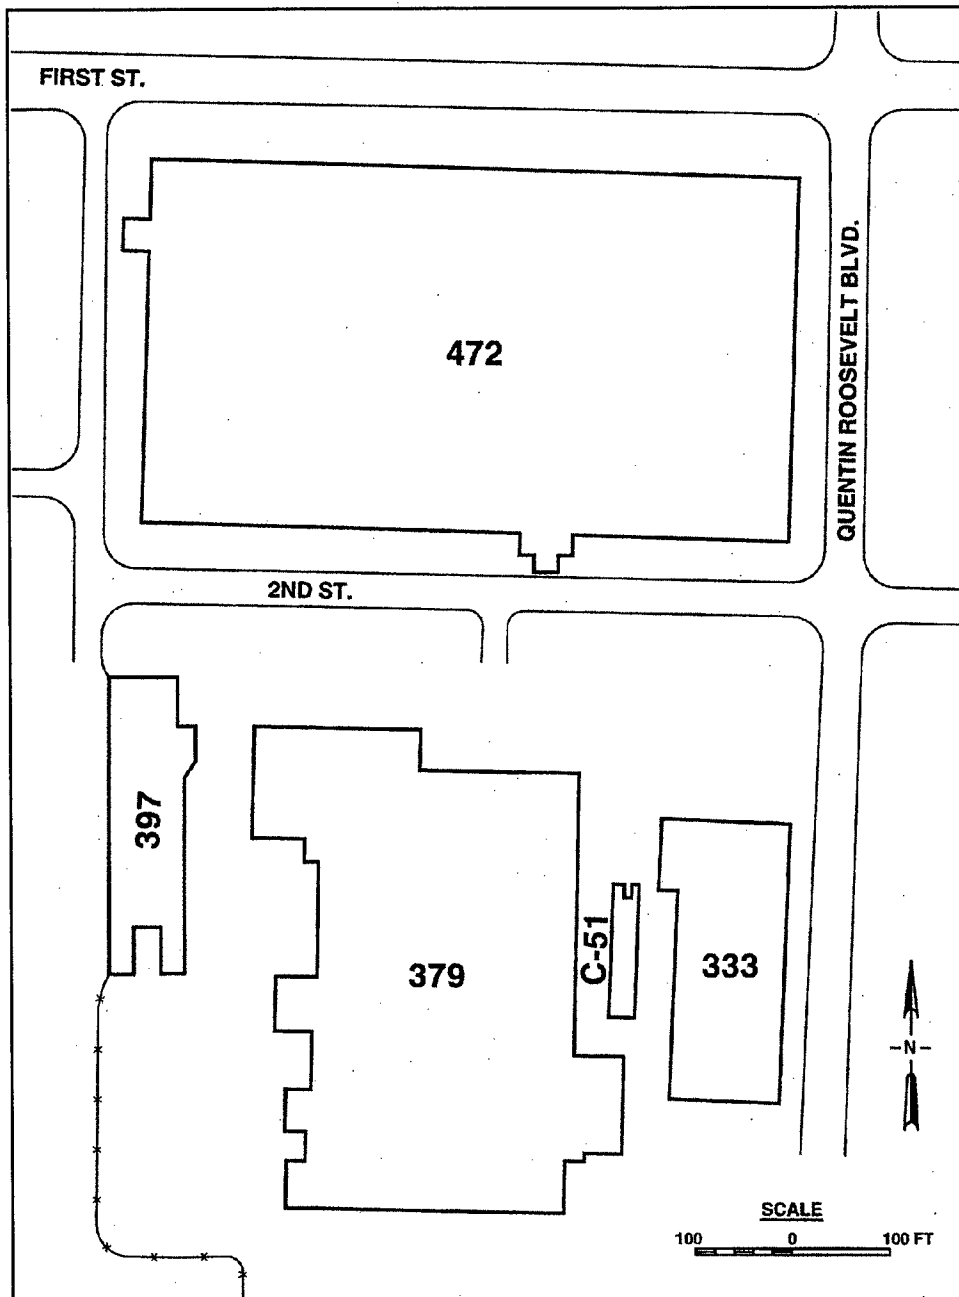 FIRST ST.
QUENTIN ROOSEVELT BLVD.
472
2ND ST.
397
379
C-51
333
-N-
SCALE
100 0 100 FT